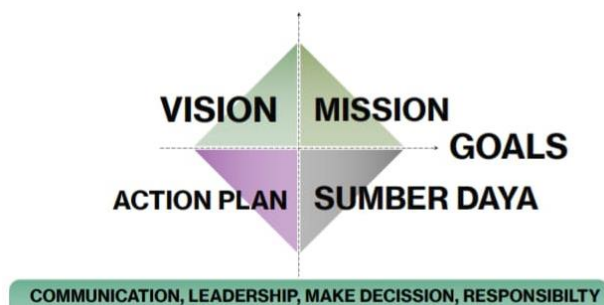 VISION
MISSION
GOALS
ACTION PLAN
SUMBER DAYA
COMMUNICATION, LEADERSHIP, MAKE DECISSION, RESPONSIBILTY